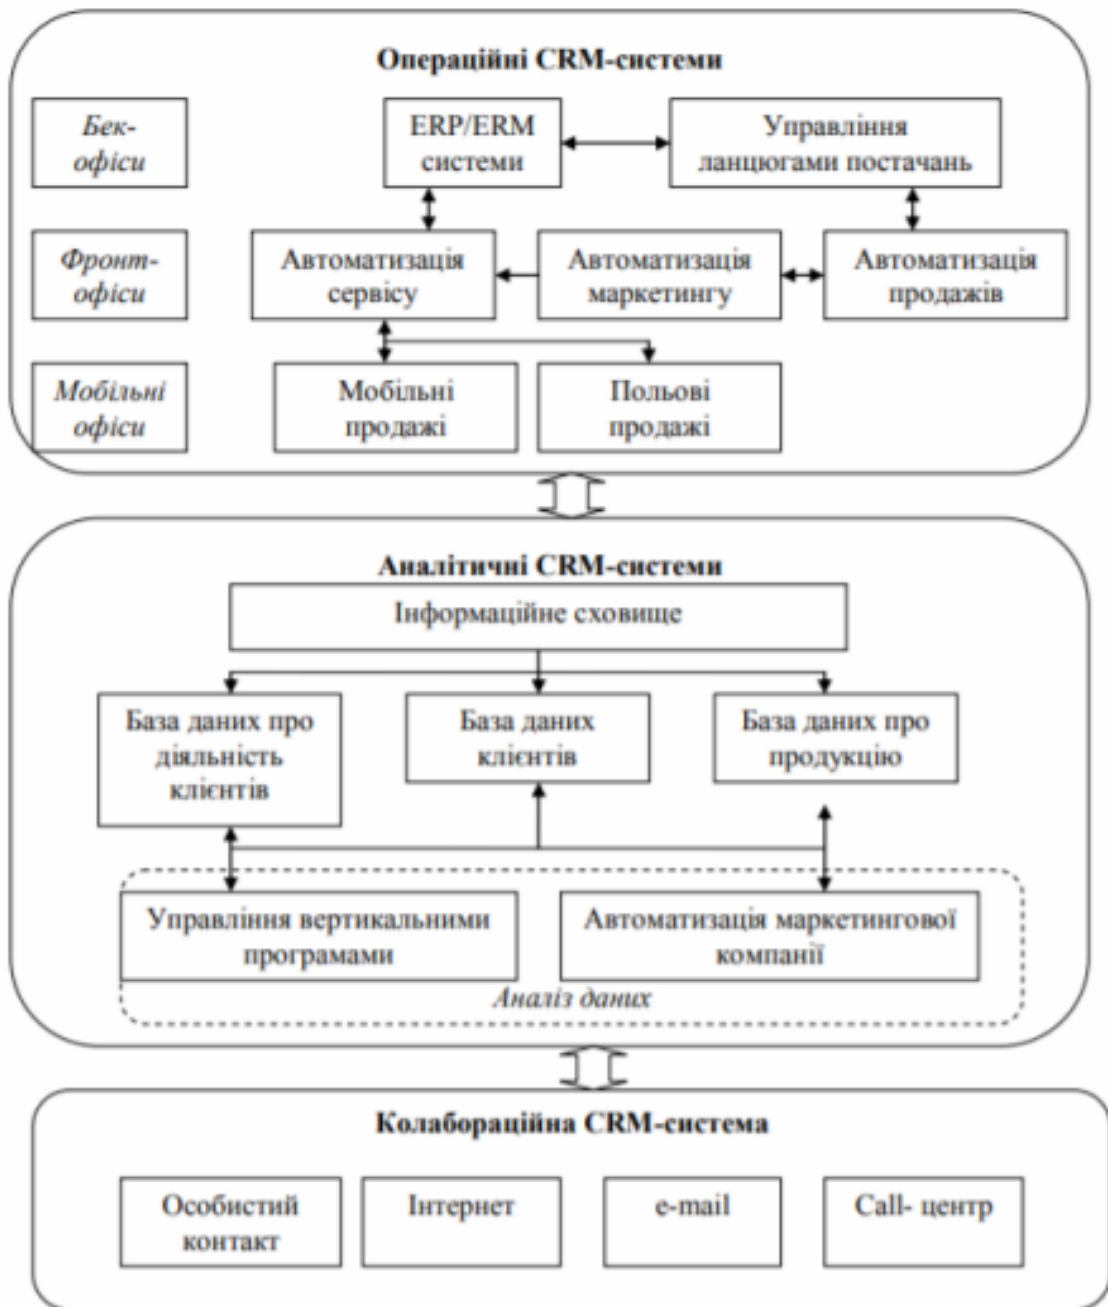 Операційні CRM-системи
Бек-
офіси
ERP/ERM
системи
Управління
ланцюгами постачань
Фронт-
офіси
Автоматизація
сервісу
Автоматизація
маркетингу
Автоматизація
продажів
Мобільні
офіси
Мобільні
продажі
Польові
продажі
Аналітичні CRM-системи
Інформаційне сховище
База даних про
діяльність
клієнтів
База даних
клієнтів
База даних про
продукцію
Управління вертикальними
програмами
Автоматизація маркетингової
компанії
Аналіз даних
Колабораційна CRM-система
Особистий
контакт
Інтернет
e-mail
Call- центр